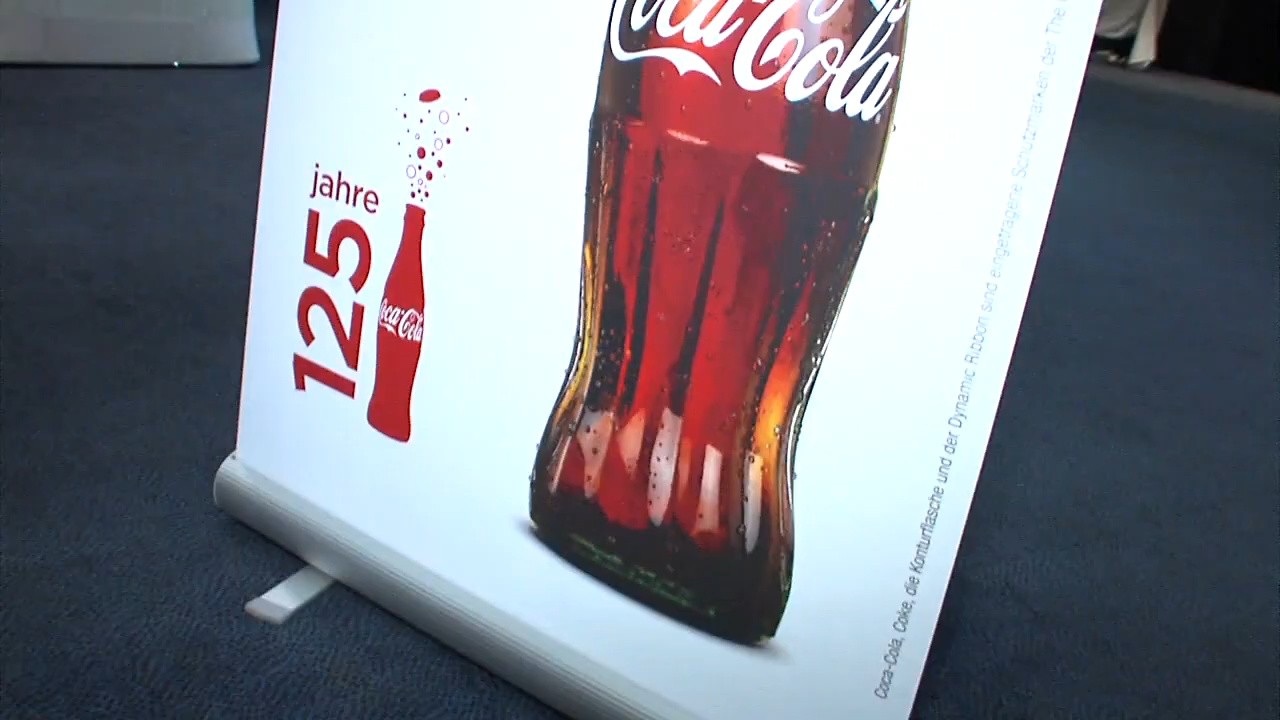 Coca-Cola
jahre
125
Coca-Cola
Coca-Cola, Coke, die Konturflasche und der Dynamic Ribbon sind eingetragene Schutzmarken der The